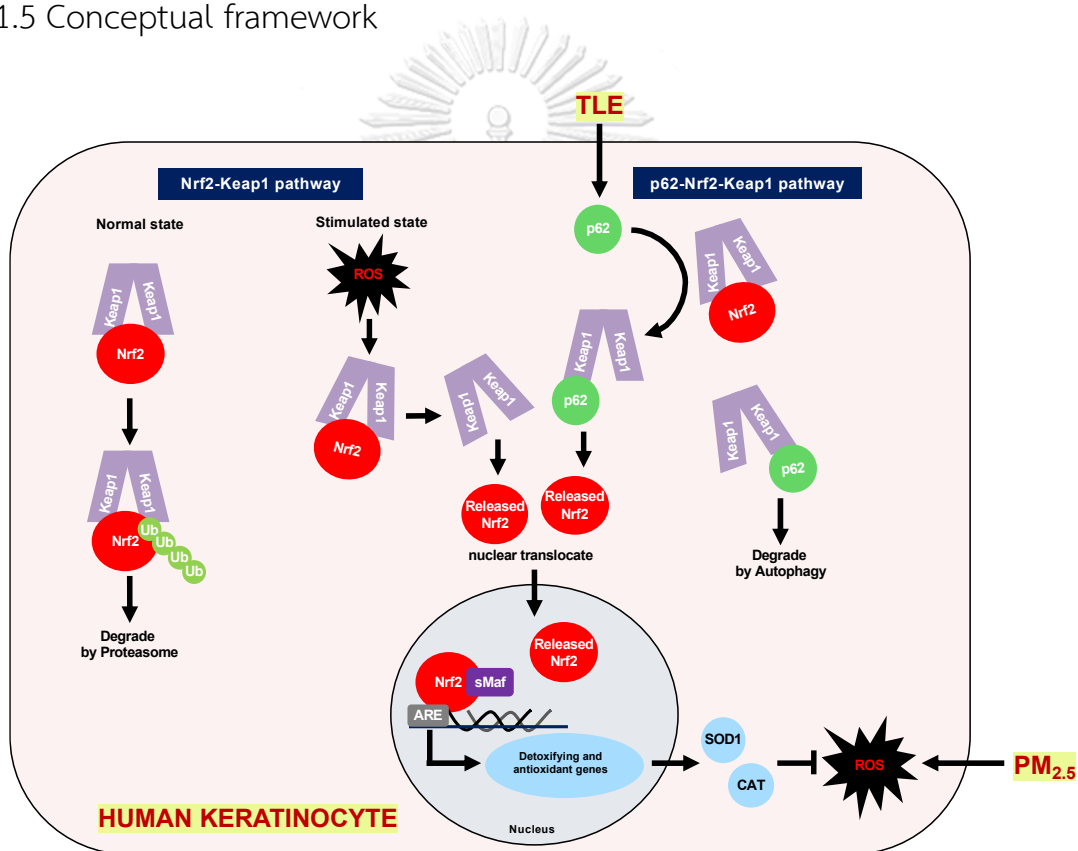 1.5 Conceptual framework
TLE
Nrf2-Keap1 pathway
p62-Nrf2-Keap1 pathway
Normal state
Stimulated state
ROS
p62
Keap1
Keap1
Nrf2
Keap1
Keap1
Nrf2
Keap1
Keap1
Nrf2
Keap1
Keap1
Keap1
Keap1
p62
Keap1
Keap1
p62
Keap1
Keap1
Nrf2
Ub
Ub
Ub
Ub
Released
Nrf2
Released
Nrf2
nuclear translocate
Degrade
by Autophagy
Degrade
by Proteasome
Released
Nrf2
Nrf2
sMaf
ARE
Detoxifying and
antioxidant genes
SOD1
CAT
ROS
PM2.5
HUMAN KERATINOCYTE
Nucleus